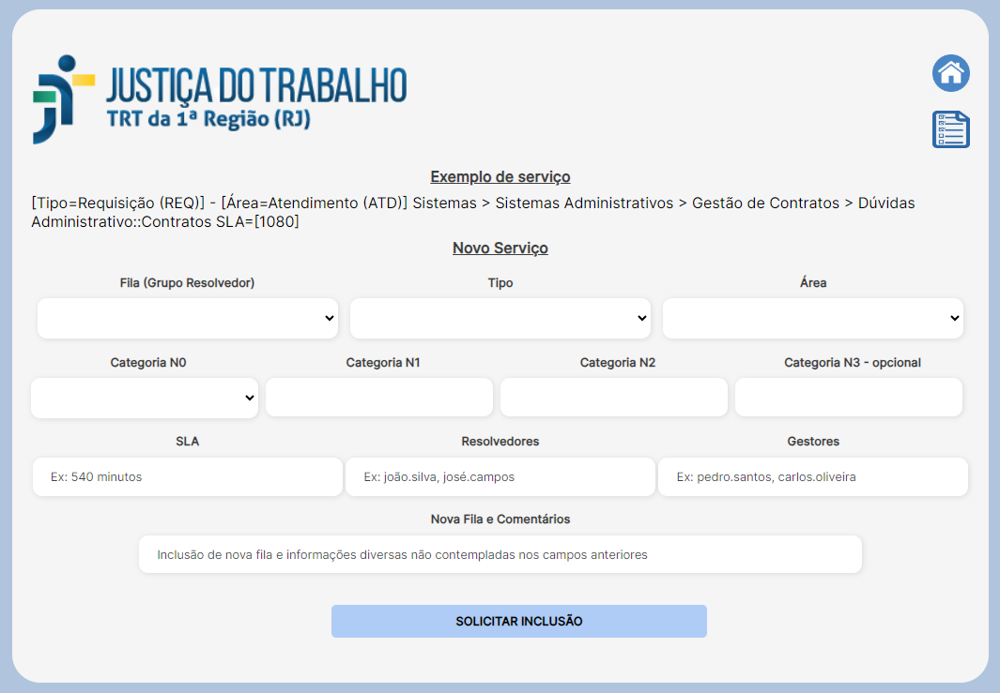 JUSTIÇA DO TRABALHO
TRT da 1ª Região (RJ)
Exemplo de serviço
[Tipo=Requisição (REQ)] - [Área=Atendimento (ATD)] Sistemas > Sistemas Administrativos > Gestão de Contratos > Dúvidas
Administrativo::Contratos SLA=[1080]
Novo Serviço
Fila (Grupo Resolvedor) Tipo Área
Categoria N0 Categoria N1 Categoria N2 Categoria N3 - opcional
SLA Resolvedores Gestores
Ex: 540 minutos Ex: joão.silva, josé.campos Ex: pedro.santos, carlos.oliveira
Nova Fila e Comentários
Inclusão de nova fila e informações diversas não contempladas nos campos anteriores
SOLICITAR INCLUSÃO